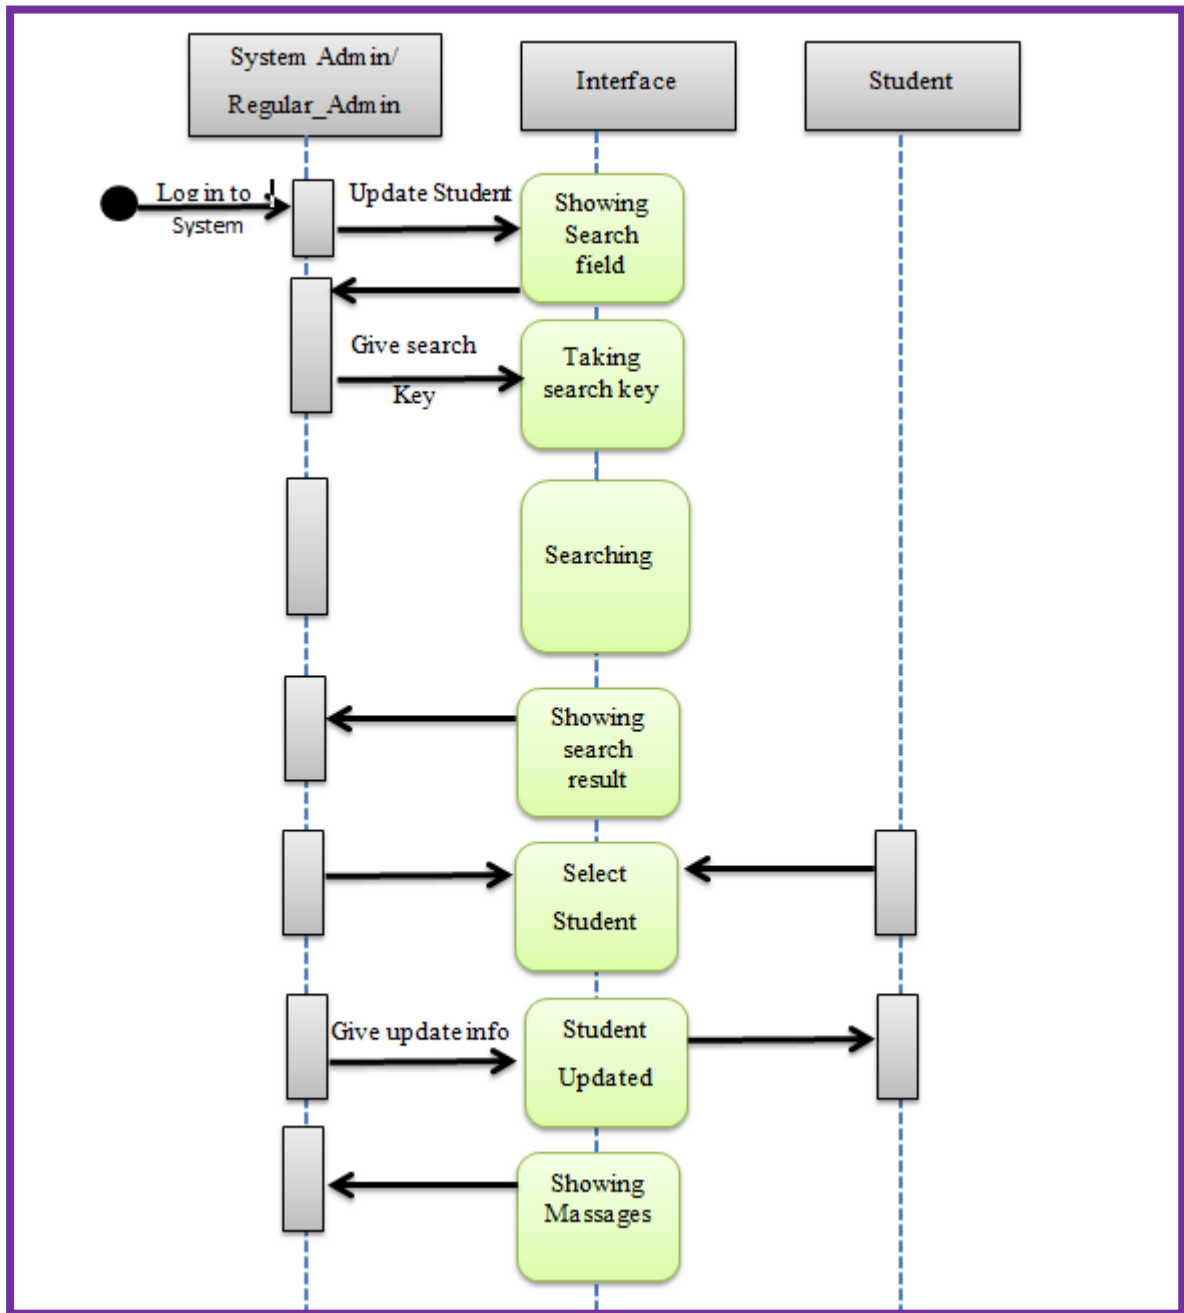 System Admin/
Regular_Admin
Interface
Student
Log in to
System
Update Student
Showing
Search
field
Give search
Key
Taking
search key
Searching
Showing
search
result
Select
Student
Give update info
Student
Updated
Showing
Massages